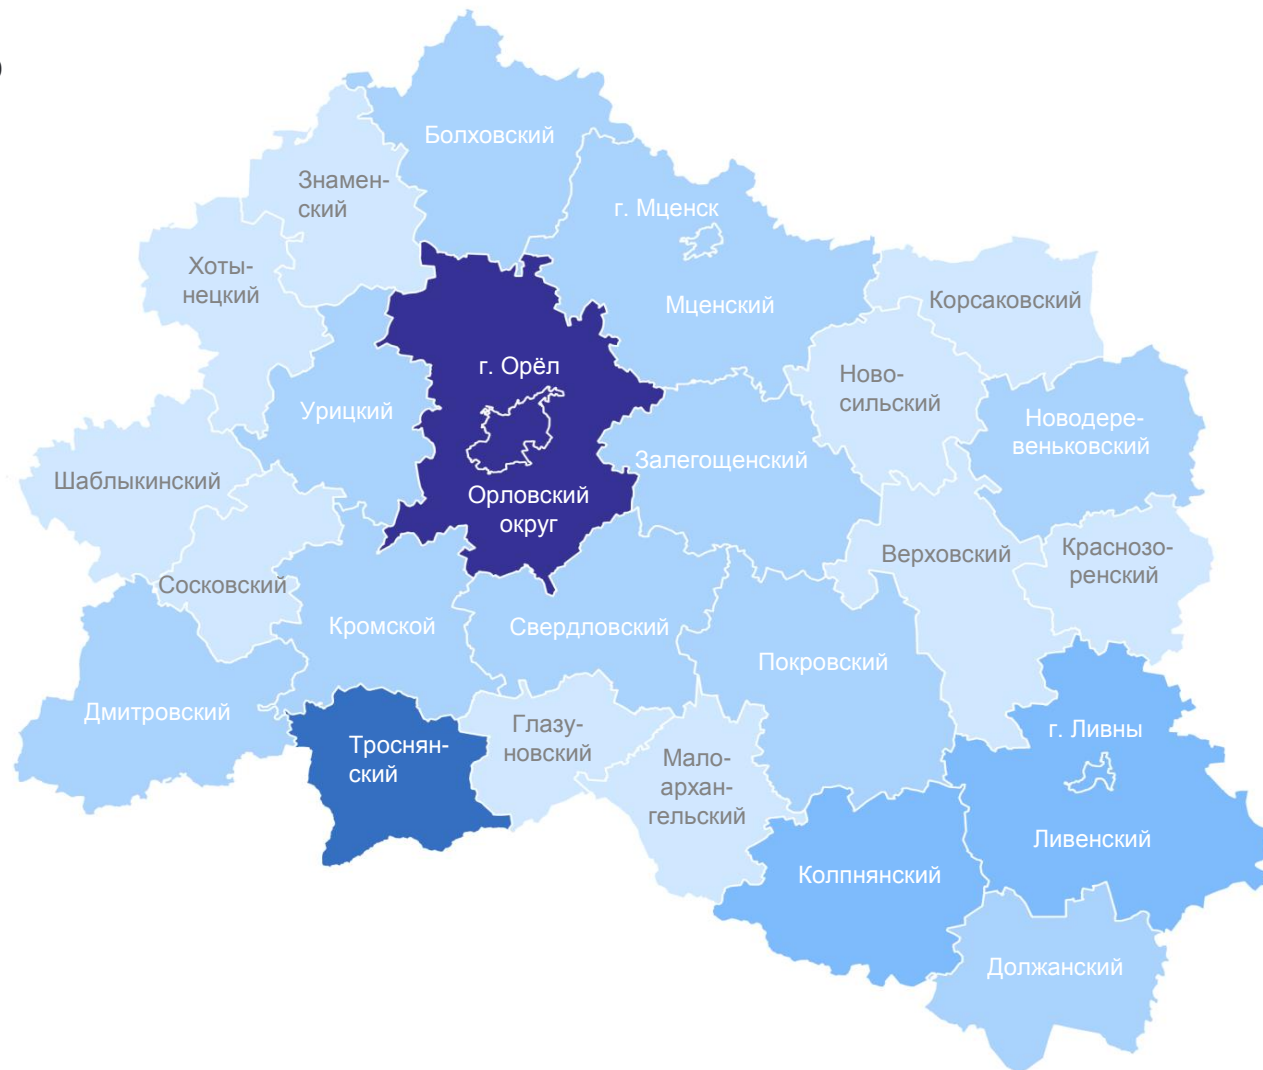 )
Болховский
Знамен-
ский
г. Мценск
Хоты-
нецкий
Мценский
Корсаковский
г. Орёл
Ново-
сильский
Урицкий
Новодере-
веньковский
Залегощенский
Шаблыкинский
Орловский
округ
Верховский
Краснозо-
ренский
Сосковский
Кромской
Свердловский
Покровский
Дмитровский
Глазу-
новский
г. Ливны
Троснян-
ский
Мало-
архан-
гельский
Ливенский
Колпнянский
Должанский